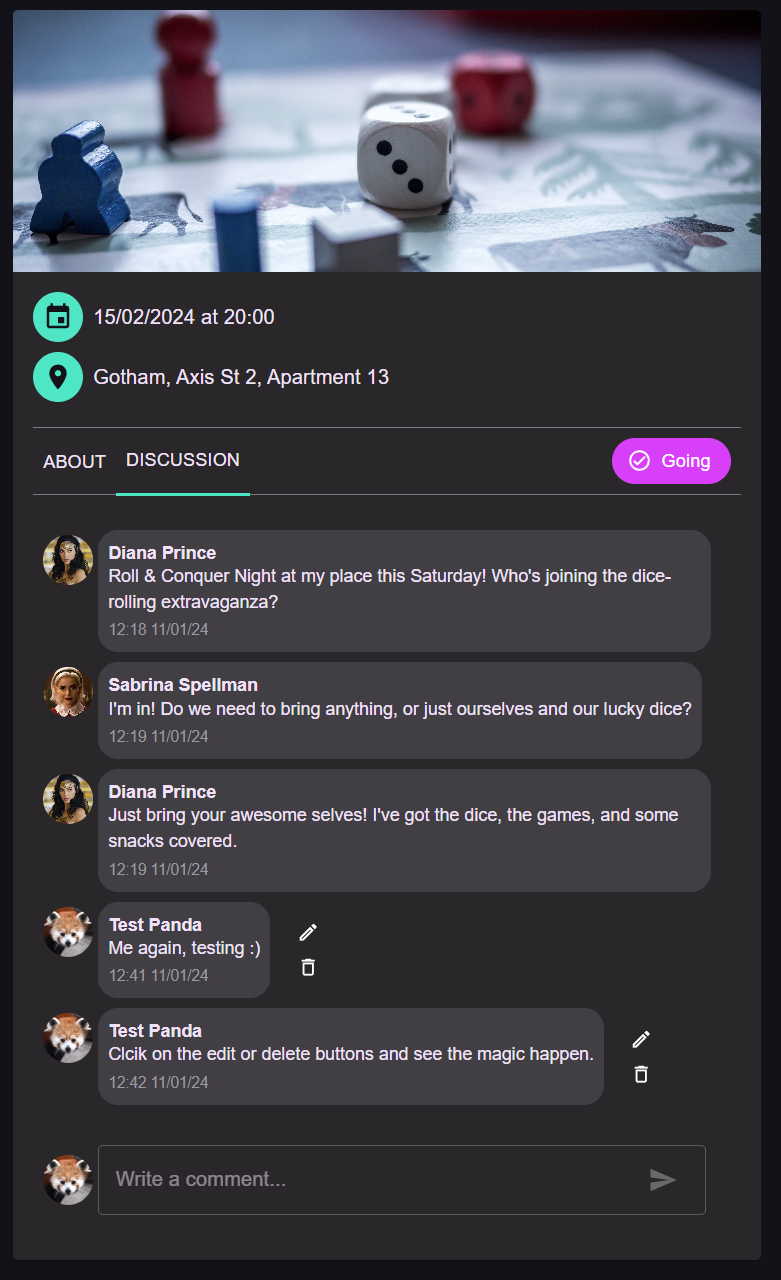 15/02/2024 at 20:00
Gotham, Axis St 2, Apartment 13
ABOUT
DISCUSSION
Going
Diana Prince
Roll & Conquer Night at my place this Saturday! Who's joining the dice-
rolling extravaganza?
12:18 11/01/24
Sabrina Spellman
I'm in! Do we need to bring anything, or just ourselves and our lucky dice?
12:19 11/01/24
Diana Prince
Just bring your awesome selves! I've got the dice, the games, and some
snacks covered.
12:19 11/01/24
Test Panda
Me again, testing :)
12:41 11/01/24
Test Panda
Clcik on the edit or delete buttons and see the magic happen.
12:42 11/01/24
Write a comment...